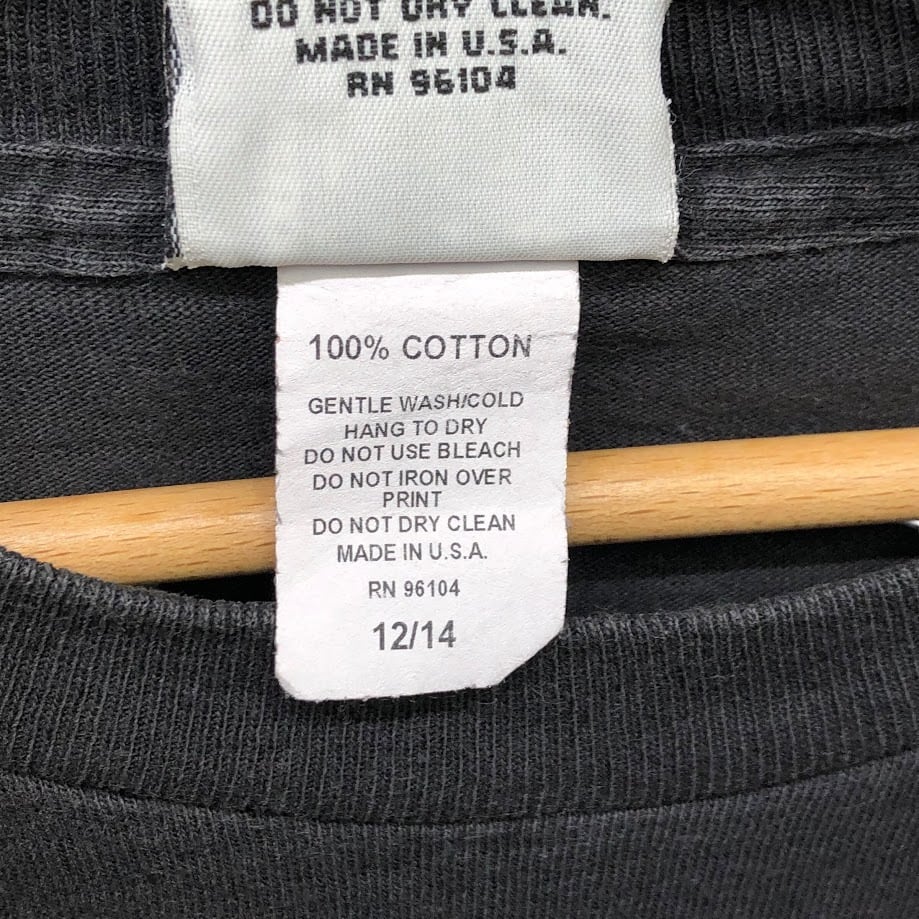 DO NOT DRY CLEAN.
MADE IN U.S.A.
RN 96104
100% COTTON
GENTLE WASH/COLD
HANG TO DRY
DO NOT USE BLEACH
DO NOT IRON OVER
PRINT
DO NOT DRY CLEAN
MADE IN U.S.A.
RN 96104
12/14